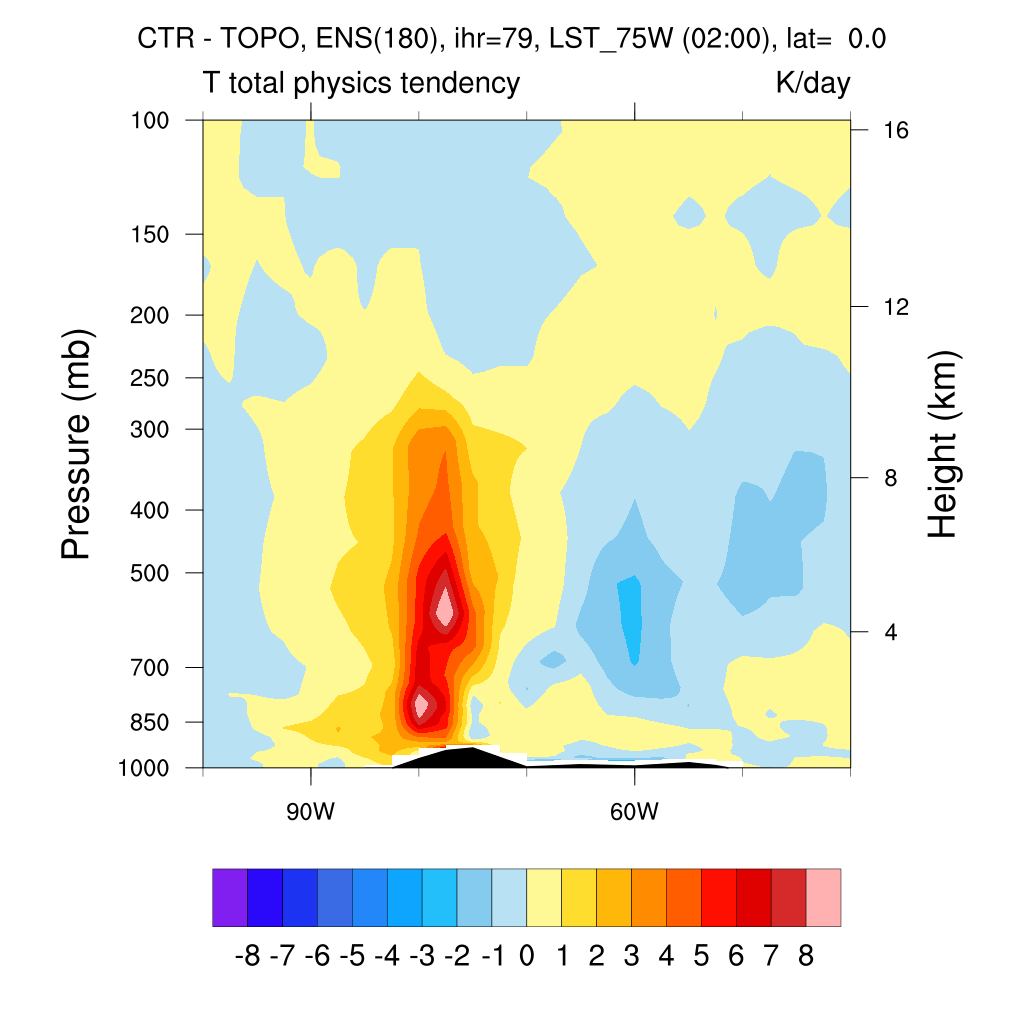 CTR - TOPO, ENS(180), ihr=79, LST_75W (02:00), lat=  0.0
T total physics tendency K/day
100
150
200
250
300
400
500
700
850
1000
Pressure (mb)
16
12
8
4
Height (km)
90W 60W
-8 -7 -6 -5 -4 -3 -2 -1 0 1 2 3 4 5 6 7 8